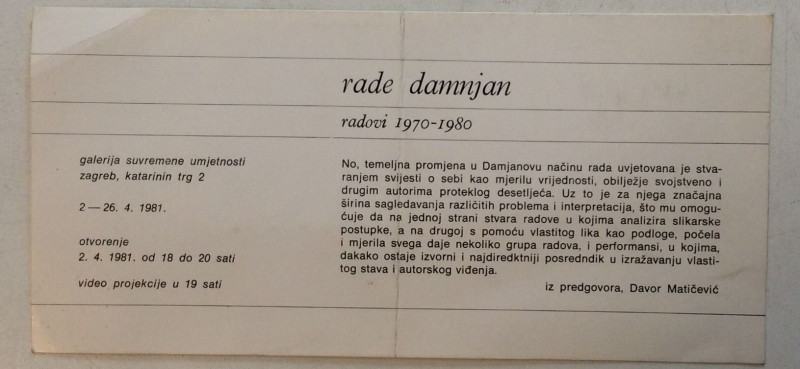 rade damnjan
radovi 1970-1980
galerija suvremene umjetnosti
zagreb, katarinin trg 2
2 — 26. 4. 1981.
otvorenje
2. 4. 1981. od 18 do 20 sati
video projekcije u 19 sati
No, temeljna promjena u Damjanovu načinu rada uvjetovana je stva-
ranjem svijesti o sebi kao mjerilu vrijednosti, obilježje svojstveno i
drugim autorima proteklog desetljeća. Uz to je za njega značajna
širina sagledavanja različitih problema i interpretacija, što mu omogu-
ćuje da na jednoj strani stvara radove u kojima analizira slikarske
postupke, a na drugoj s pomoću vlastitog lika kao podloge, počela
i mjerila svega daje nekoliko grupa radova, i performansi, u kojima,
dakako ostaje izvorni i najdiredktniji posrednik u izražavanju vlasti-
tog stava i autorskog viđenja.
iz predgovora, Davor Matičević